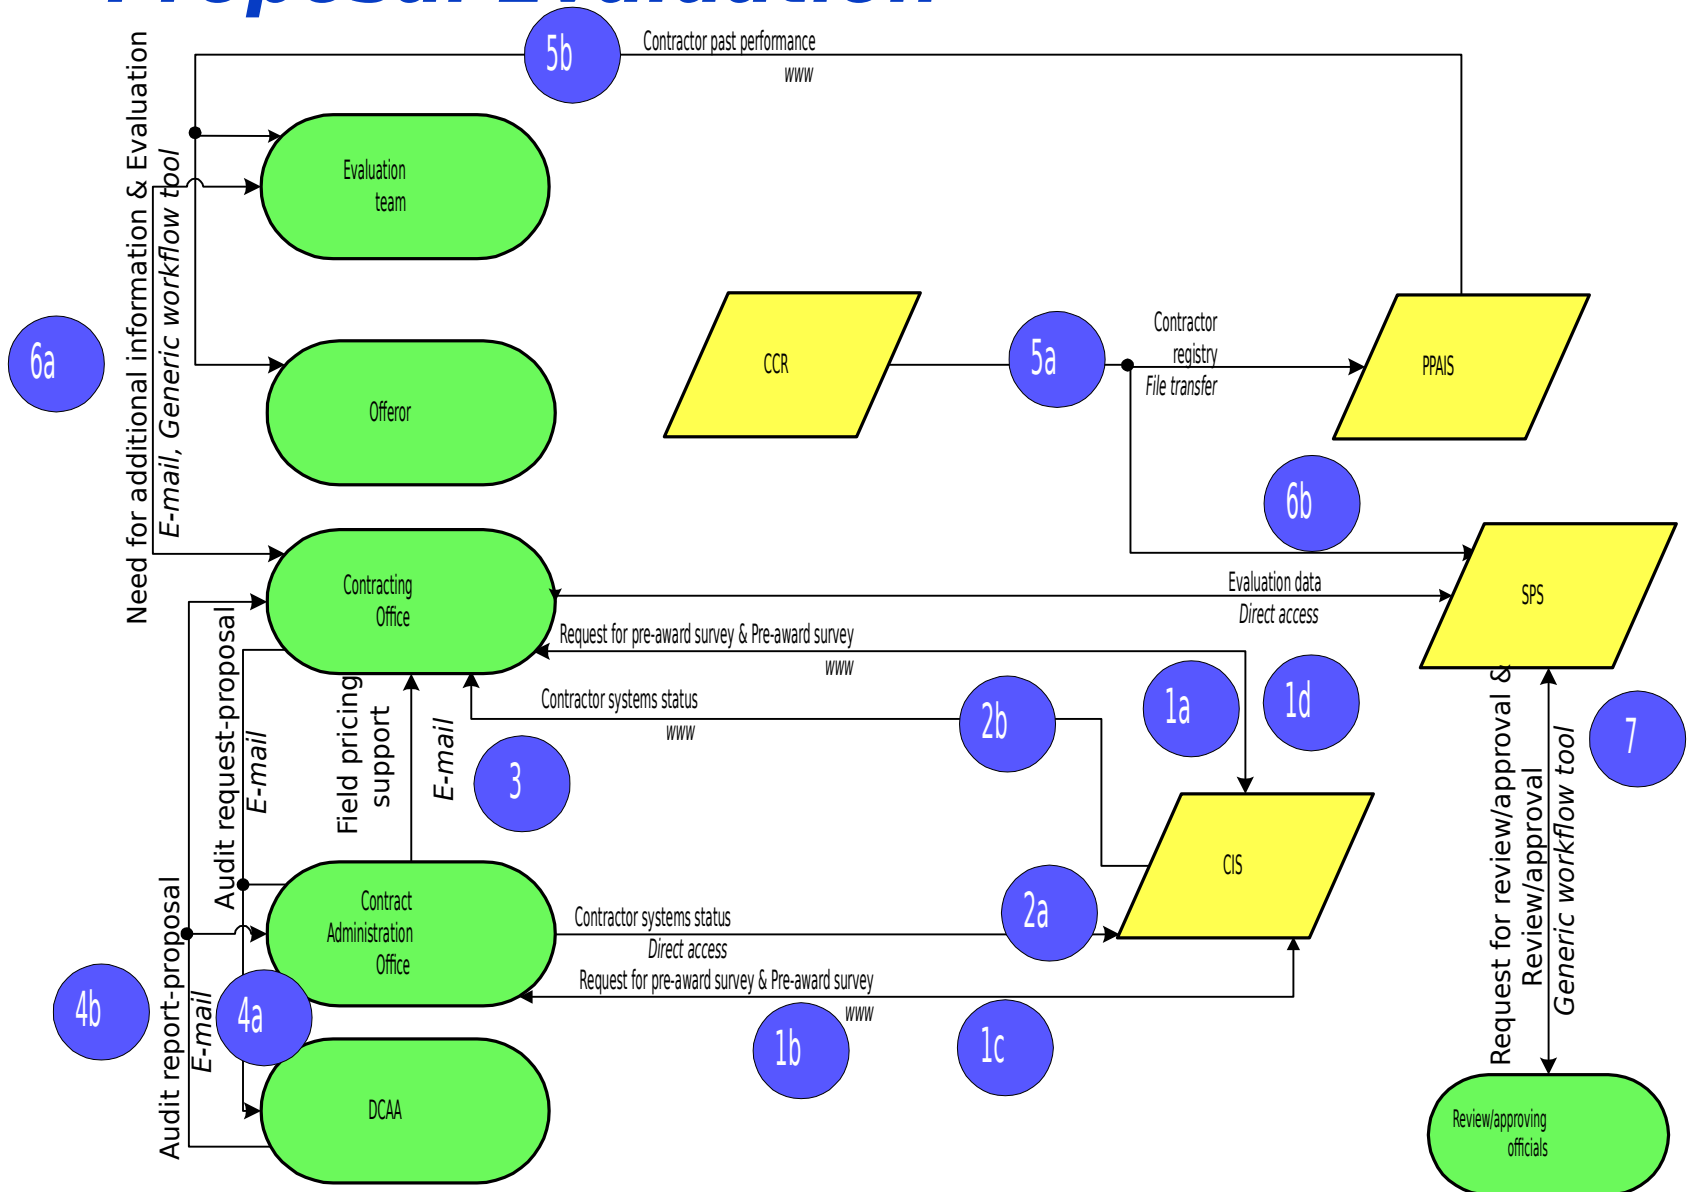 Proposal Evaluation
5b
Contractor past performance
www
Need for additional information & Evaluation
E-mail, Generic workflow tool
Evaluation
team
6a
CCR
5a
Contractor
registry
File transfer
PPAIS
Offeror
6b
Contracting
Office
Evaluation data
Direct access
SPS
Request for pre-award survey & Pre-award survey
www
1a
1d
Contractor systems status
www
2b
7
Audit request-proposal
E-mail
Field pricing
support
E-mail
3
Request for review/approval &
Review/approval
Generic workflow tool
CIS
Contract
Administration
Office
Contractor systems status
Direct access
2a
Request for pre-award survey & Pre-award survey
www
1b
1c
4b
Audit report-proposal
E-mail
4a
DCAA
Review/approving
officials